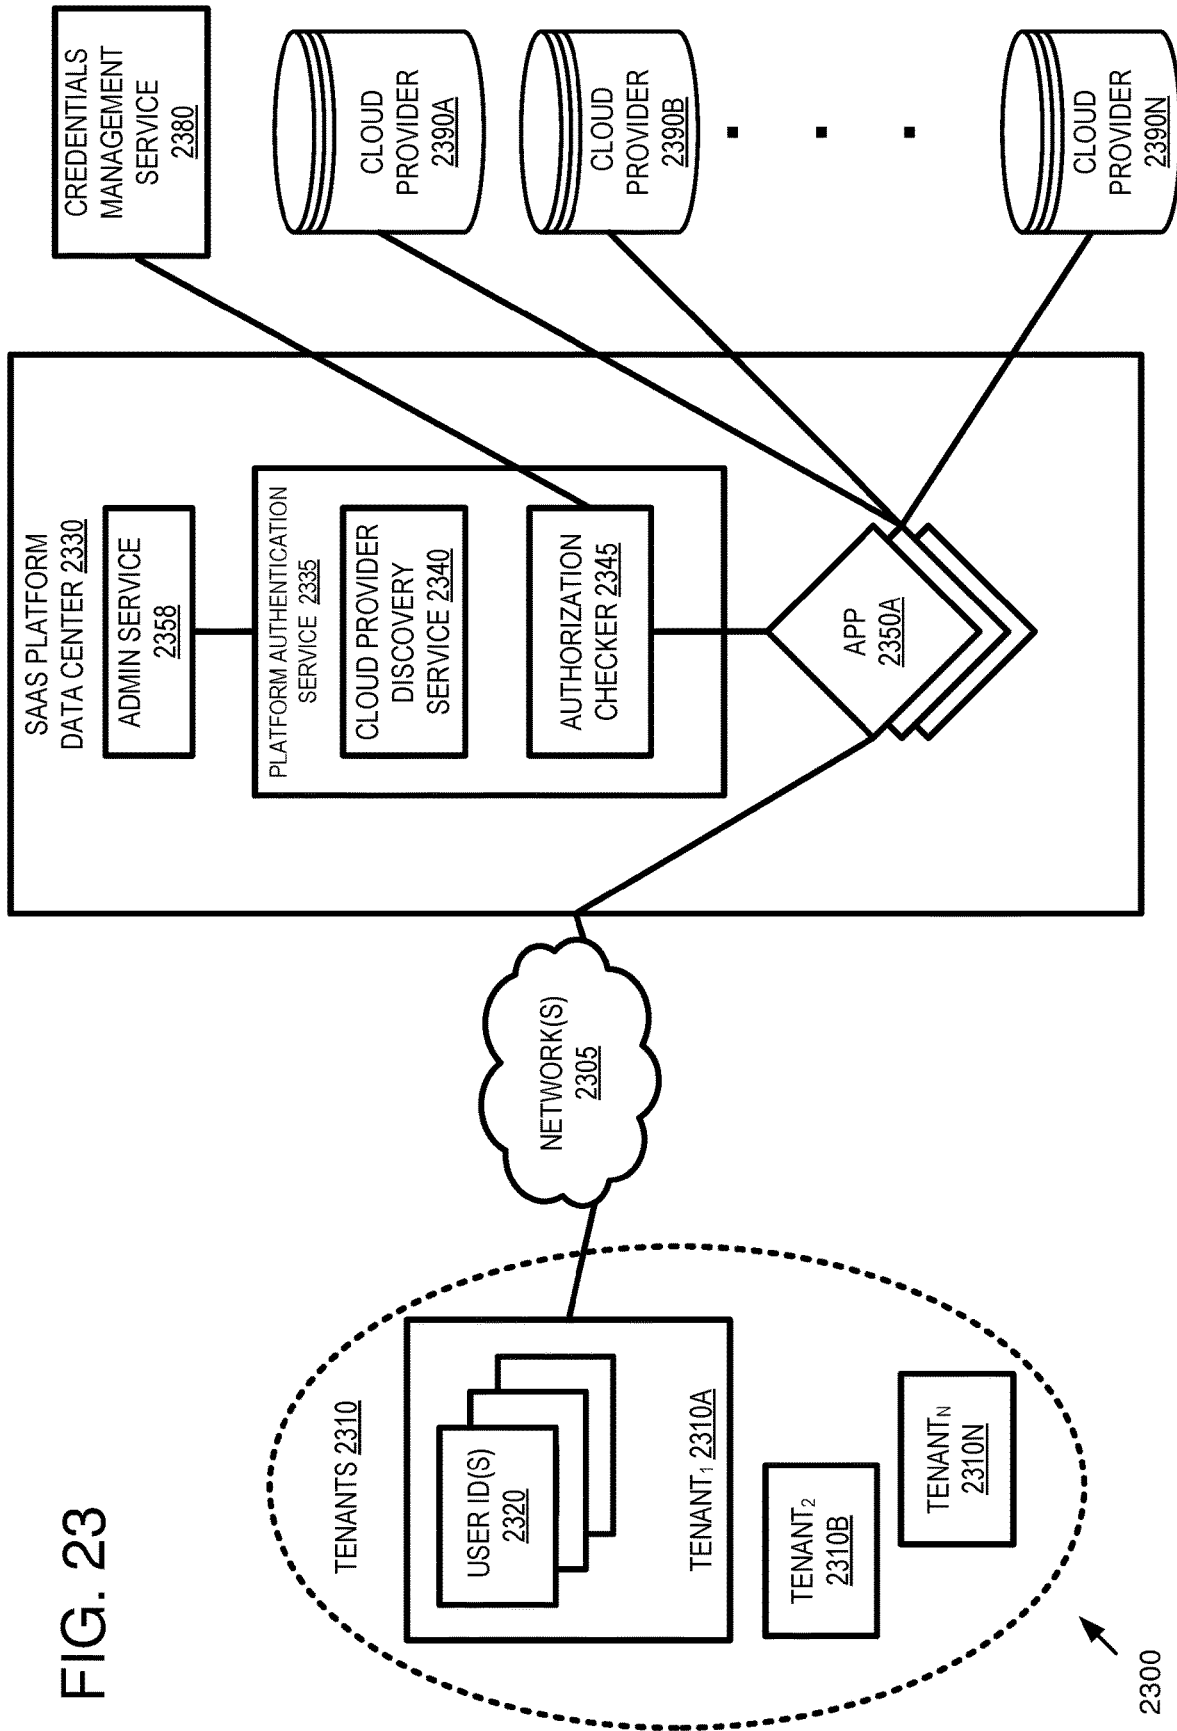 FIG. 23
TENANTS 2310
USER ID(S)
2320
TENANT₁ 2310A
TENANT₂
2310B
TENANTN
2310N
2300
NETWORK(S)
2305
SAAS PLATFORM
DATA CENTER 2330
ADMIN SERVICE
2358
PLATFORM AUTHENTICATION
SERVICE 2335
CLOUD PROVIDER
DISCOVERY
SERVICE 2340
AUTHORIZATION
CHECKER 2345
APP
2350A
CREDENTIALS
MANAGEMENT
SERVICE
2380
CLOUD
PROVIDER
2390A
CLOUD
PROVIDER
2390B
CLOUD
PROVIDER
2390N